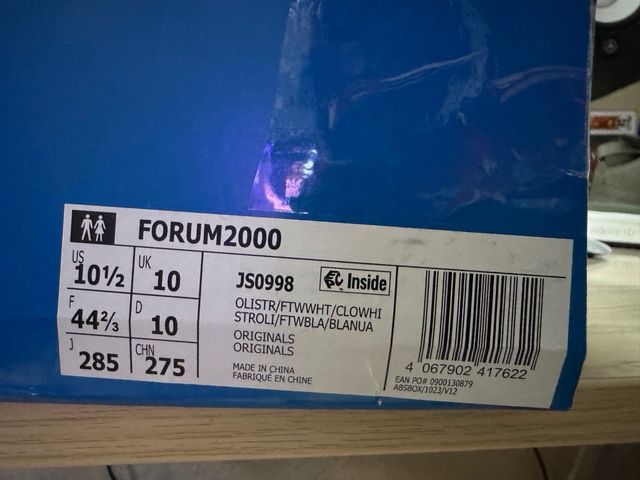 FORUM2000
US
10½
UK
10
F
44⅔
D
10
J
285
CHN
275
JS0998
Inside
OLISTR/FTWWHT/CLOWHI
STROLI/FTWBLA/BLANUA
ORIGINALS
ORIGINALS
MADE IN CHINA
FABRIQUÉ EN CHINE
4 067902 417622
EAN PO# 0900130879
ABSBOX/1023/V12